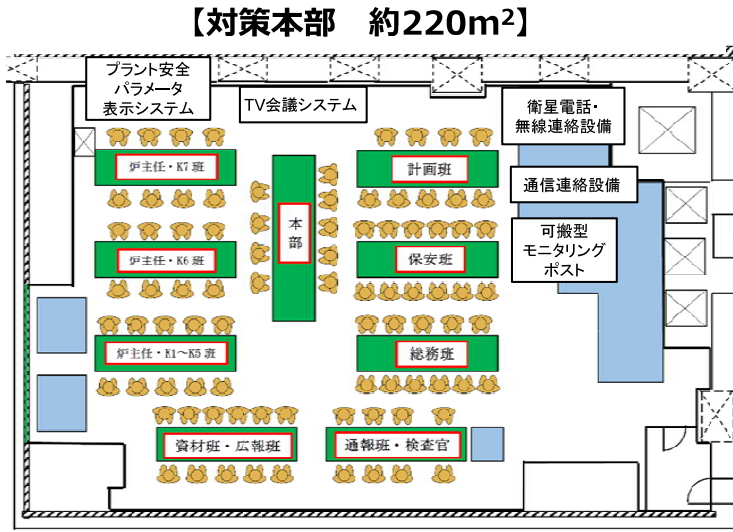 【対策本部　約220m²】
プラント安全
パラメータ
表示システム
TV会議システム
衛星電話・
無線連絡設備
炉主任・K7班
計画班
通信連絡設備
本部
可搬型
モニタリング
ポスト
炉主任・K6班
保安班
炉主任・K1～K5班
総務班
資材班・広報班
通報班・検査官